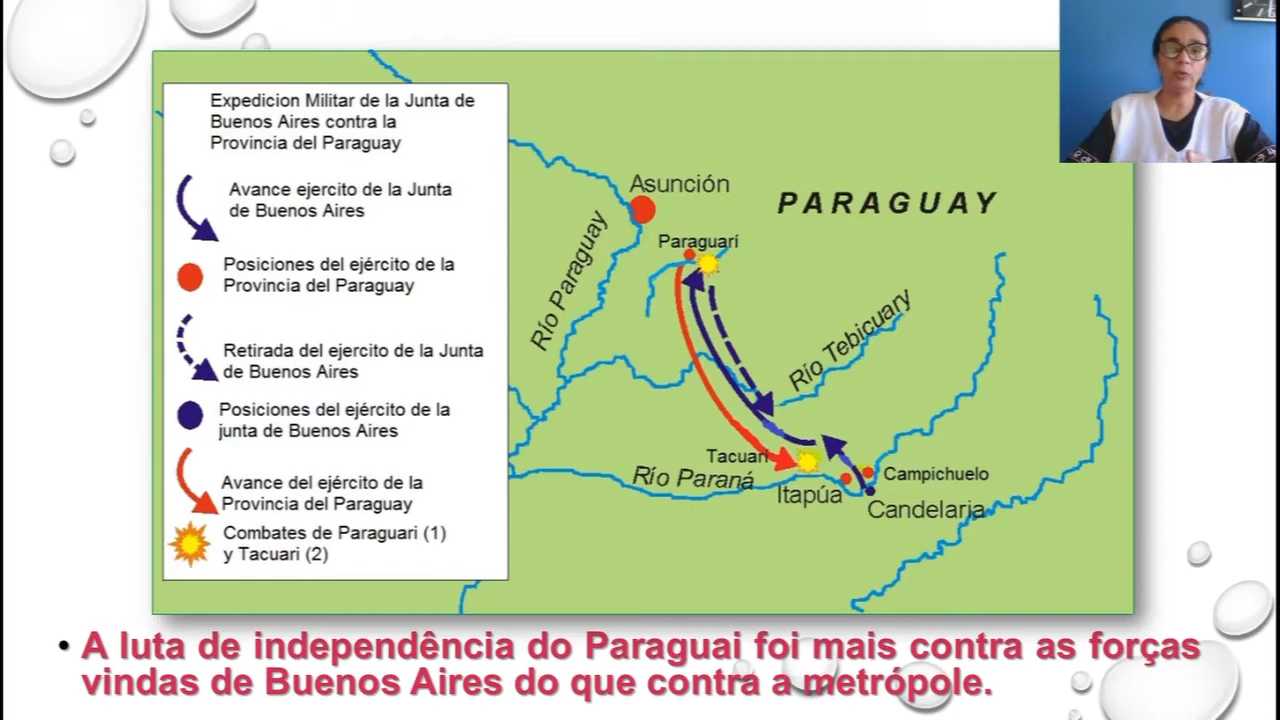 Expedicion Militar de la Junta de
Buenos Aires contra la
Provincia del Paraguay
Avance ejercito de la Junta
de Buenos Aires
Posiciones del ejército de la
Provincia del Paraguay
Retirada del ejercito de la Junta
de Buenos Aires
Posiciones del ejército de la
junta de Buenos Aires
Avance del ejército de la
Provincia del Paraguay
Combates de Paraguari (1)
y Tacuari (2)
Asunción
PARAGUAY
Paraguarí
Río Paraguay
Río Tebicuary
Tacuarí
Río Paraná
Itapúa
Campichuelo
Candelaria
• A luta de independência do Paraguai foi mais contra as forças
vindas de Buenos Aires do que contra a metrópole.